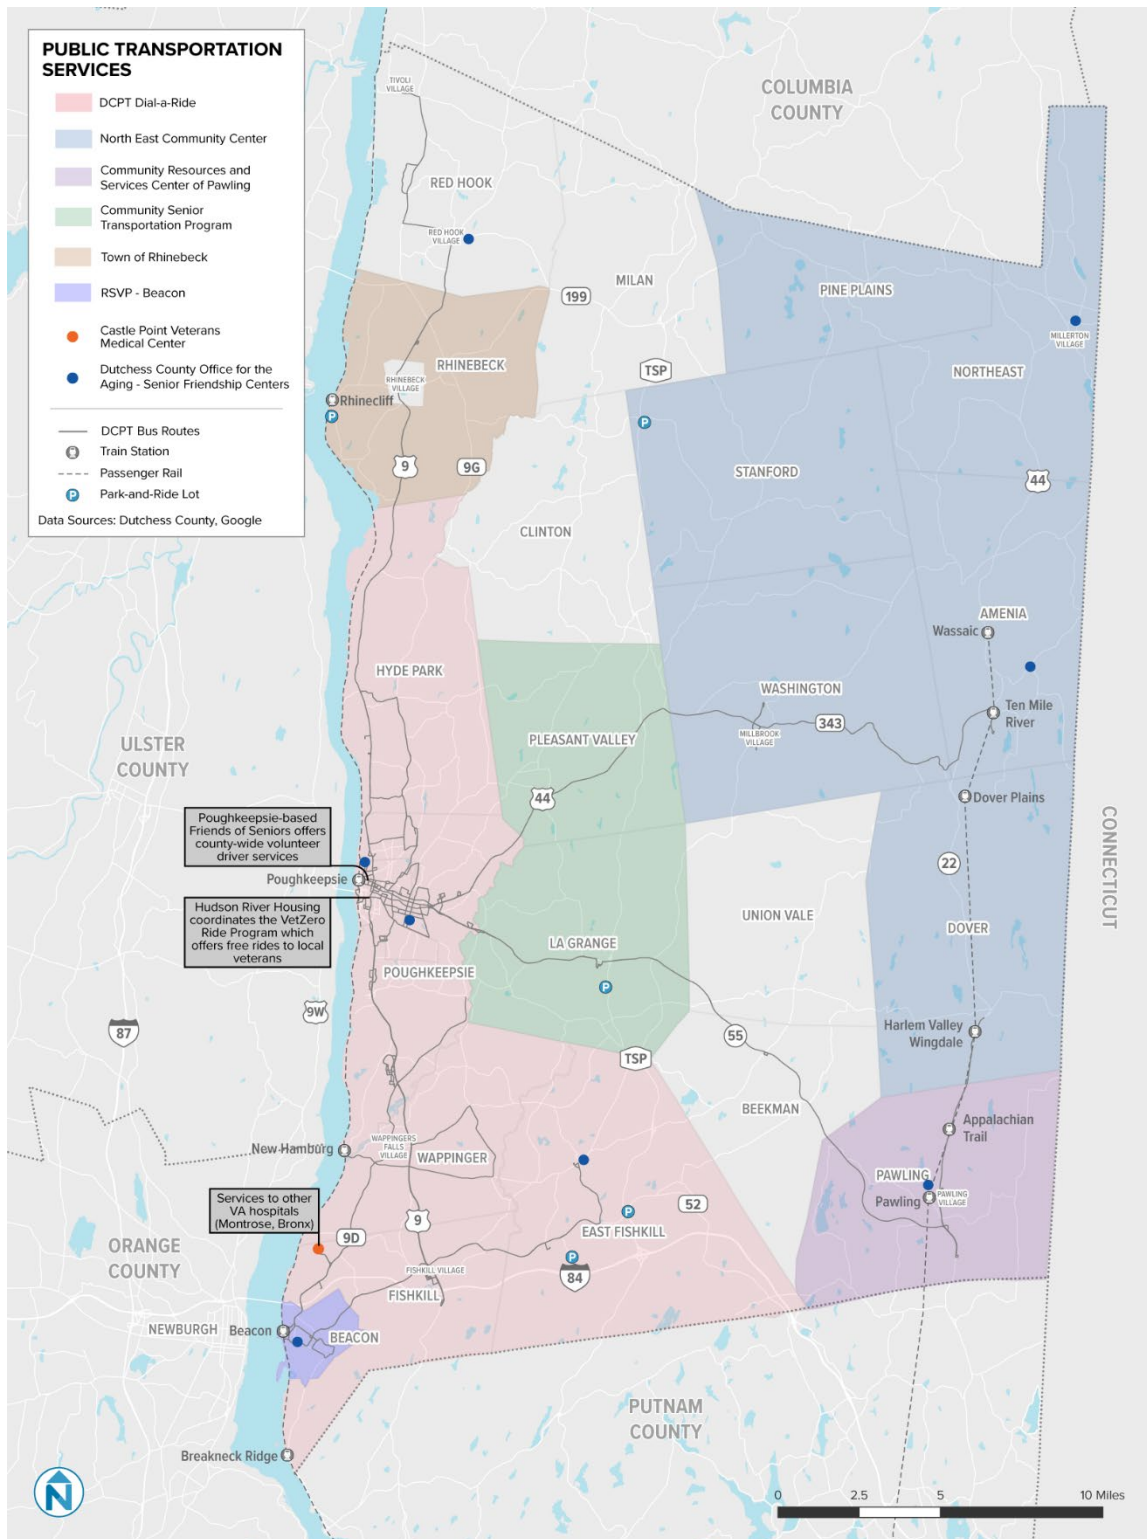 PUBLIC TRANSPORTATION
SERVICES
DCPT Dial-a-Ride
North East Community Center
Community Resources and
Services Center of Pawling
Community Senior
Transportation Program
Town of Rhinebeck
RSVP - Beacon
Castle Point Veterans
Medical Center
Dutchess County Office for the
Aging - Senior Friendship Centers
DCPT Bus Routes
Train Station
Passenger Rail
P
Park-and-Ride Lot
Data Sources: Dutchess County, Google
COLUMBIA
COUNTY
TIVOLI
VILLAGE
RED HOOK
RED HOOK
VILLAGE
MILAN
199
PINE PLAINS
MILLERTON
VILLAGE
RHINEBECK
RHINEBECK
VILLAGE
TSP
NORTHEAST
Rhinecliff
P
P
9
9G
STANFORD
44
CLINTON
AMENIA
Wassaic
HYDE PARK
WASHINGTON
Ten Mile
River
343
MILLBROOK
VILLAGE
PLEASANT VALLEY
ULSTER
COUNTY
44
Dover Plains
CONNECTICUT
Poughkeepsie-based
Friends of Seniors offers
county-wide volunteer
driver services
22
Poughkeepsie
Hudson River Housing
coordinates the VetZero
Ride Program which
offers free rides to local
veterans
UNION VALE
DOVER
LA GRANGE
POUGHKEEPSIE
P
9W
87
Harlem Valley
Wingdale
55
TSP
BEEKMAN
Appalachian
Trail
New Hamburg
WAPPINGERS
FALLS
VILLAGE
WAPPINGER
PAWLING
Pawling
PAWLING
VILLAGE
Services to other
VA hospitals
(Montrose, Bronx)
52
P
9
9D
EAST FISHKILL
ORANGE
COUNTY
P
84
FISHKILL VILLAGE
FISHKILL
NEWBURGH
Beacon
BEACON
PUTNAM
COUNTY
Breakneck Ridge
N
0
2.5
5
10 Miles